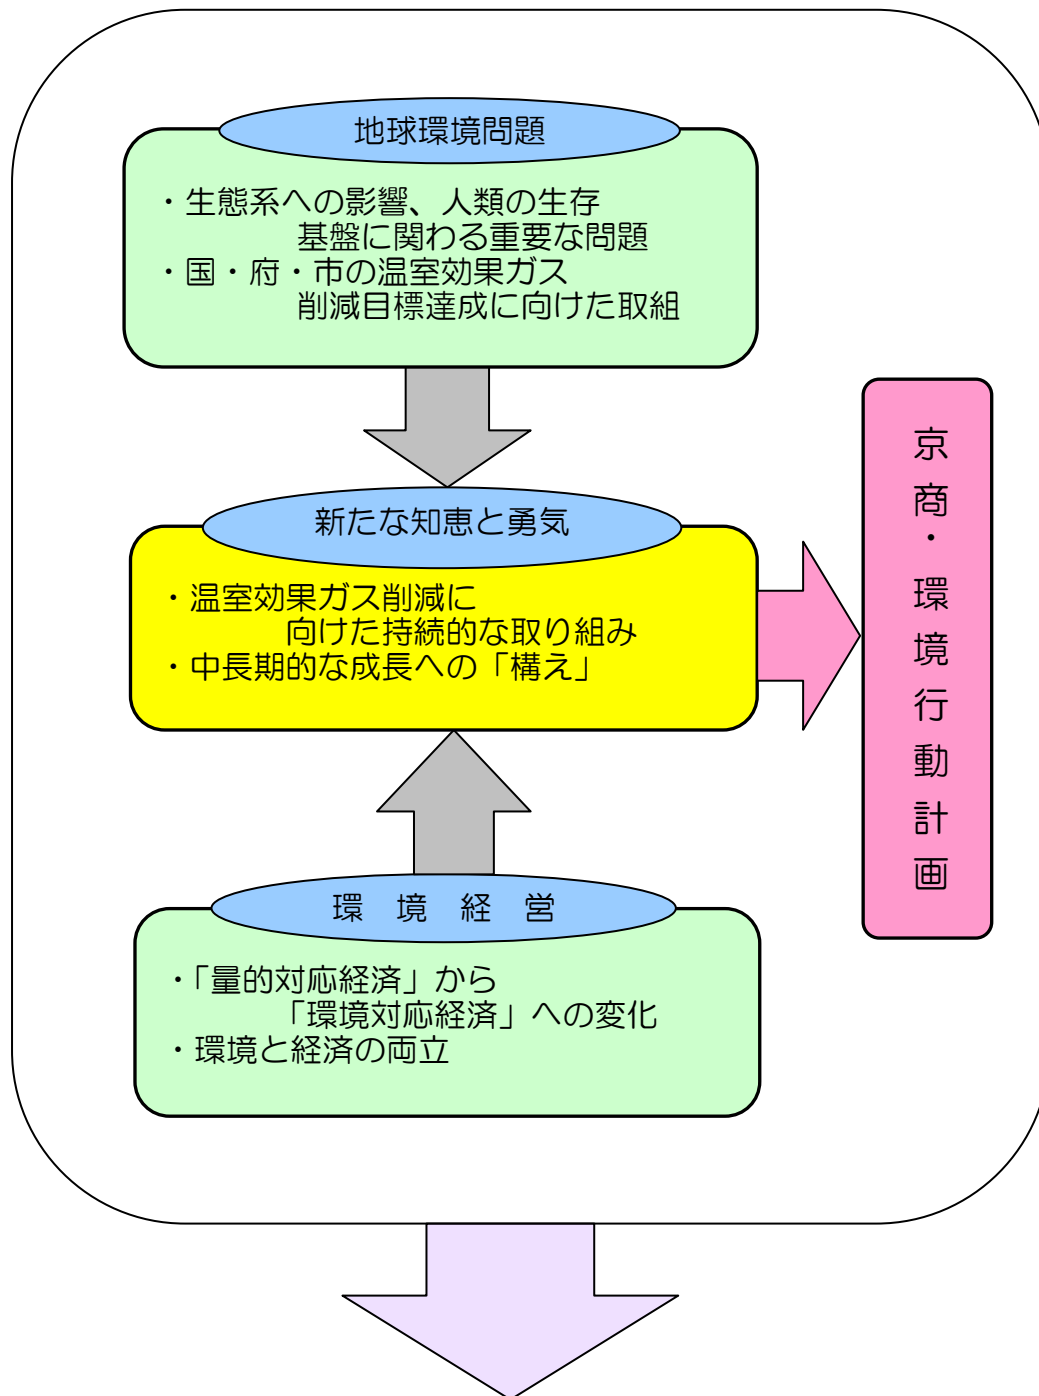 地球環境問題
・生態系への影響、人類の生存
基盤に関わる重要な問題
・国・府・市の温室効果ガス
削減目標達成に向けた取組
新たな知恵と勇気
・温室効果ガス削減に
向けた持続的な取り組み
・中長期的な成長への「構え」
京商・環境行動計画
環 境 経 営
・「量的対応経済」から
「環境対応経済」への変化
・環境と経済の両立